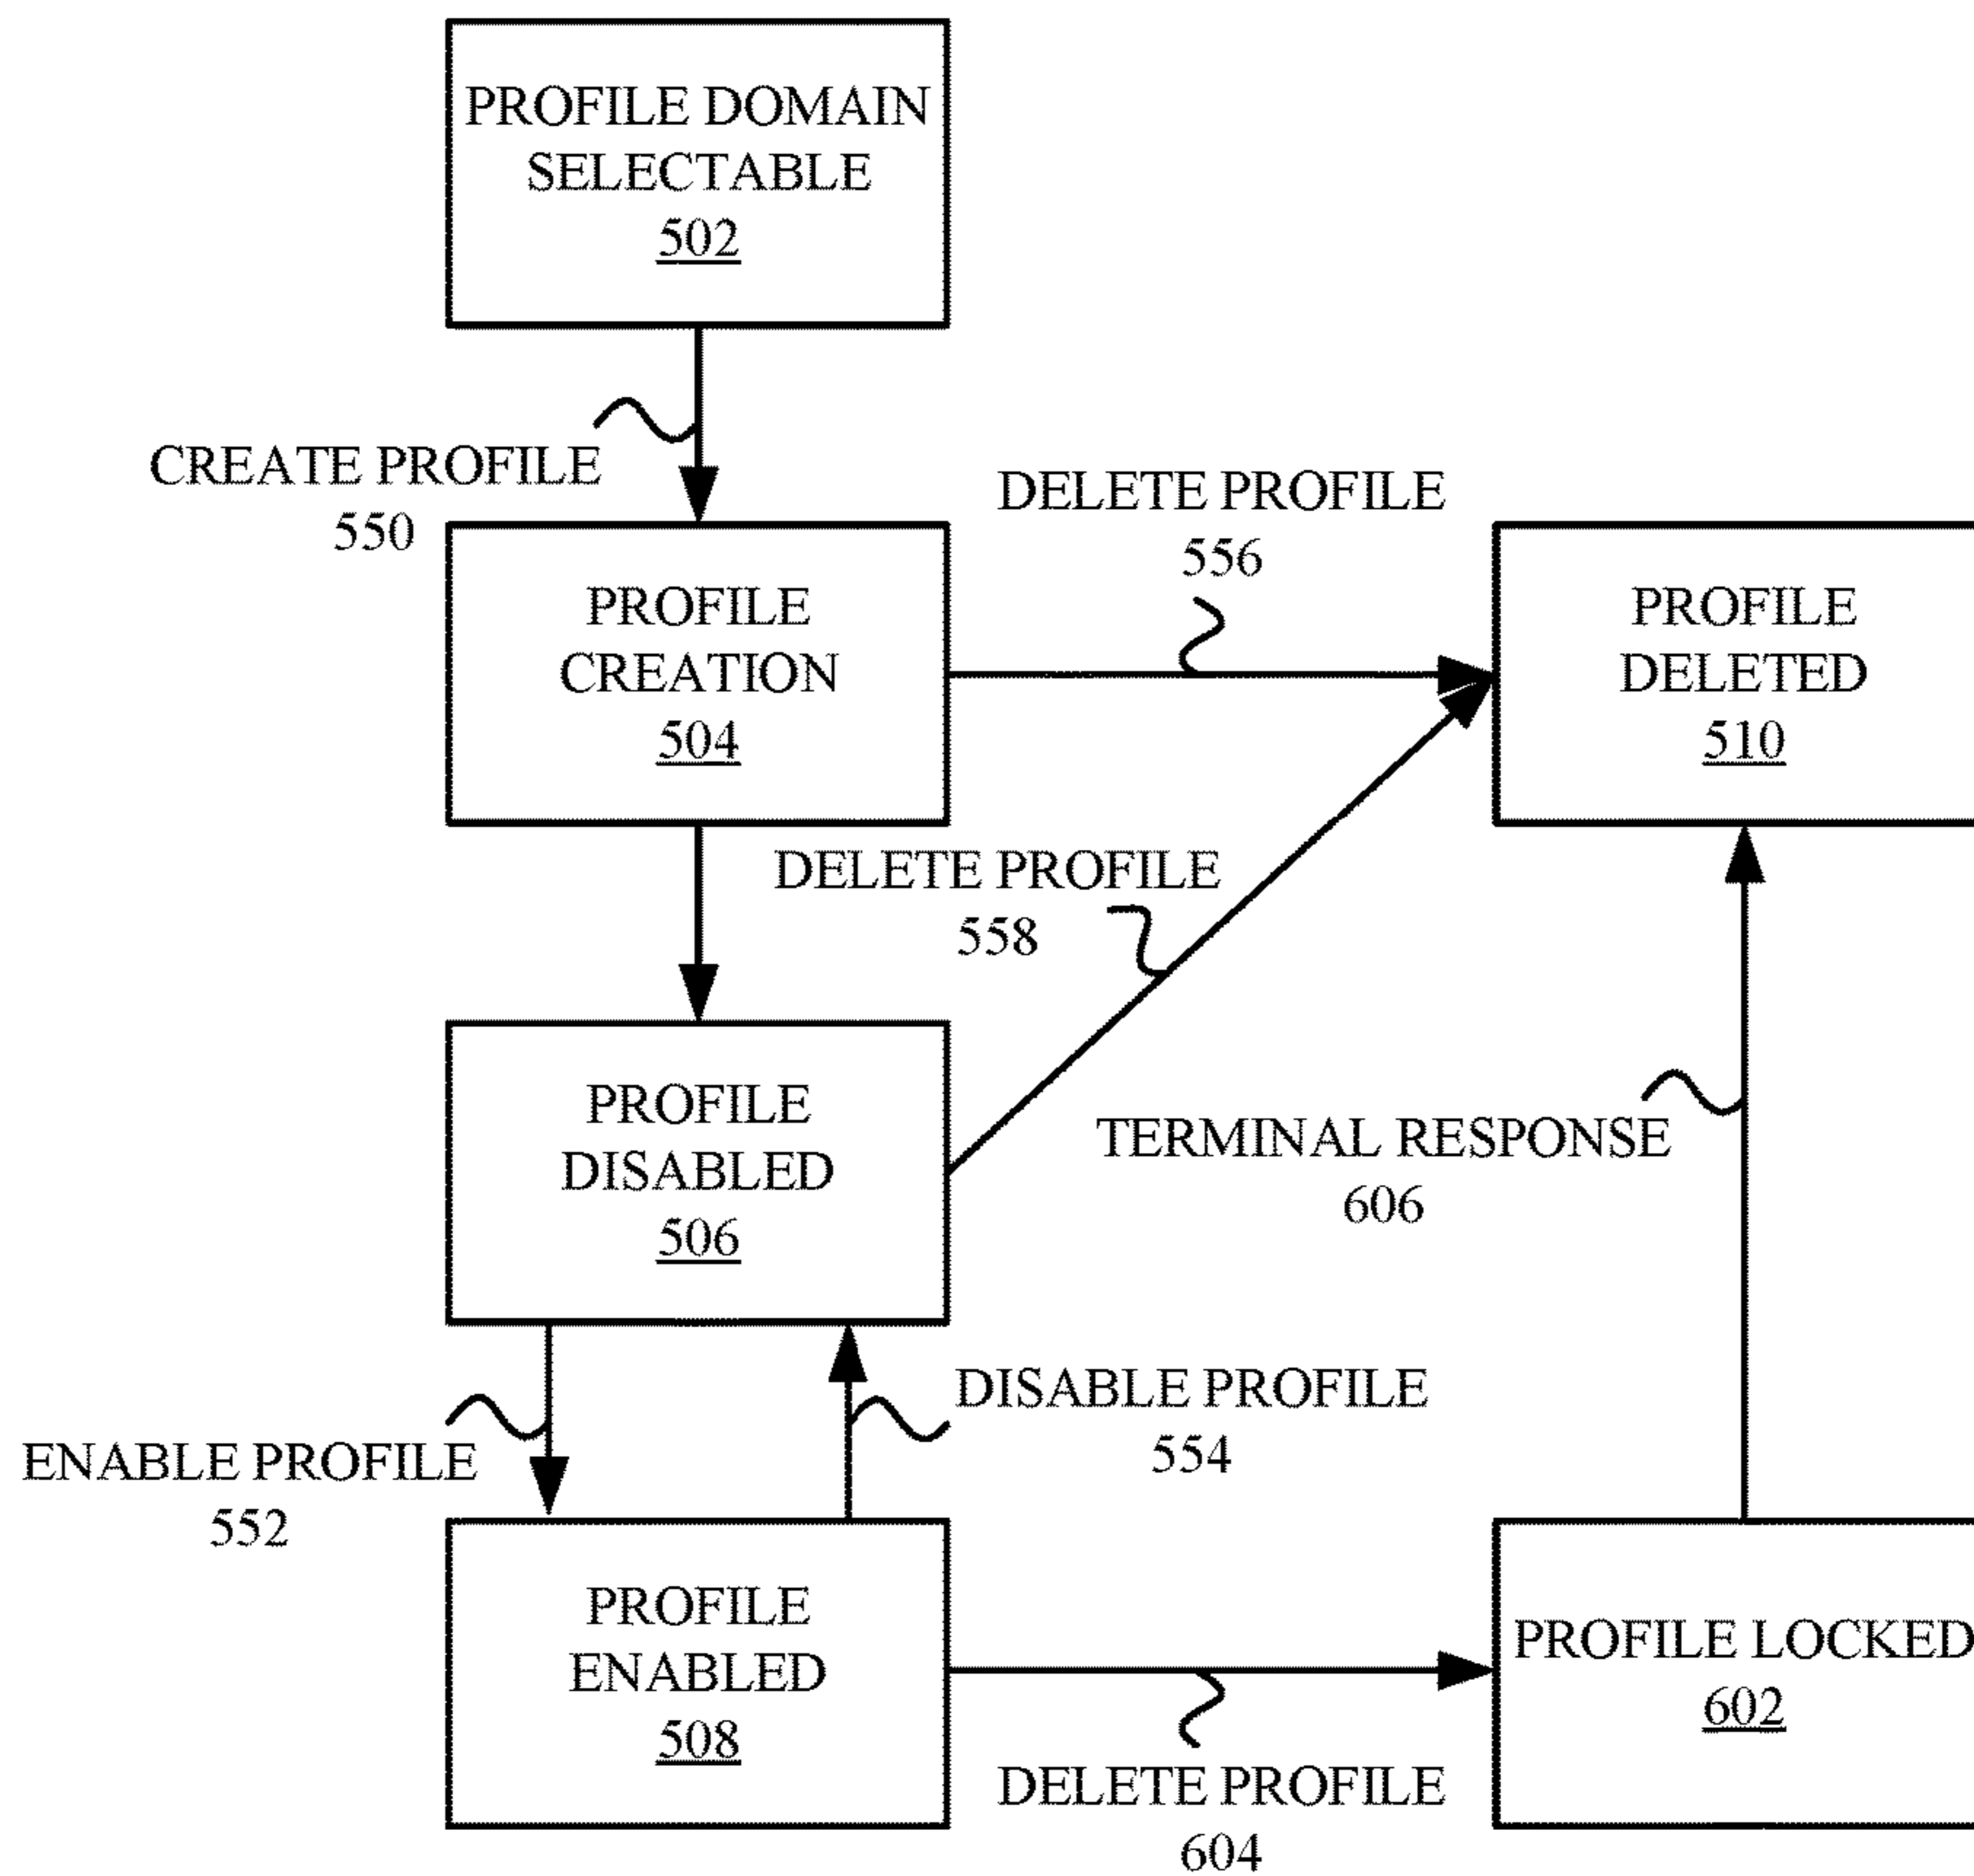 PROFILE DOMAIN
SELECTABLE
502
CREATE PROFILE
550
DELETE PROFILE
556
PROFILE
CREATION
504
PROFILE
DELETED
510
DELETE PROFILE
558
PROFILE
DISABLED
506
TERMINAL RESPONSE
606
ENABLE PROFILE
552
DISABLE PROFILE
554
PROFILE
ENABLED
508
PROFILE LOCKED
602
DELETE PROFILE
604